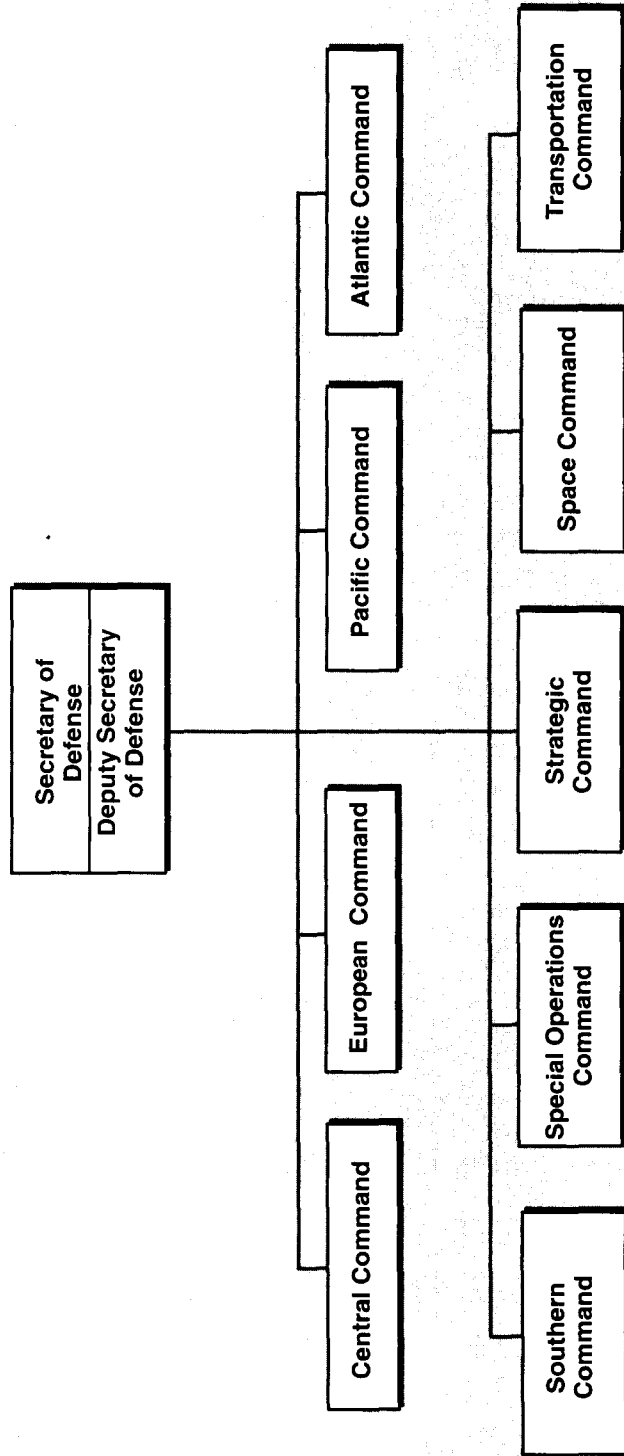 Secretary of
Defense
Deputy Secretary
of Defense
Central Command
European Command
Pacific Command
Atlantic Command
Southern
Command
Special Operations
Command
Strategic
Command
Space Command
Transportation
Command